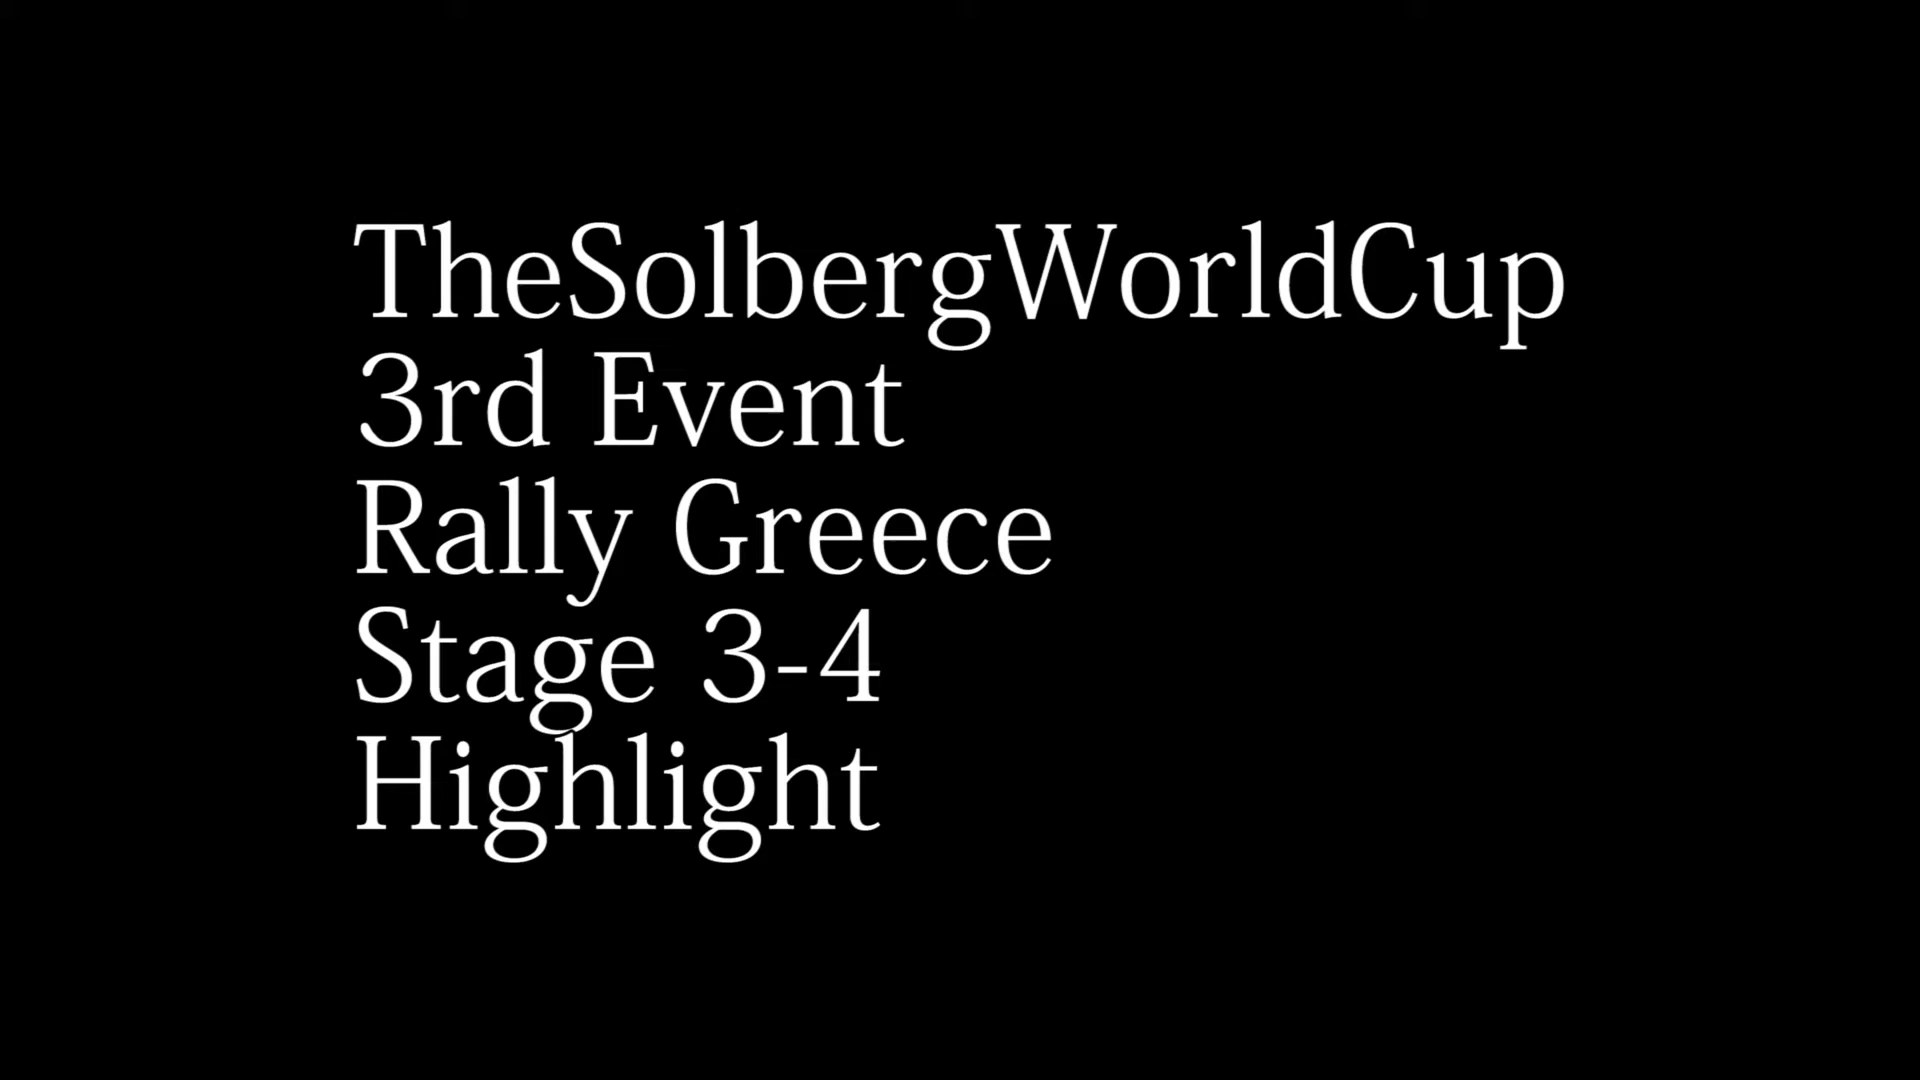 TheSolbergWorldCup
3rd Event
Rally Greece
Stage 3-4
Highlight